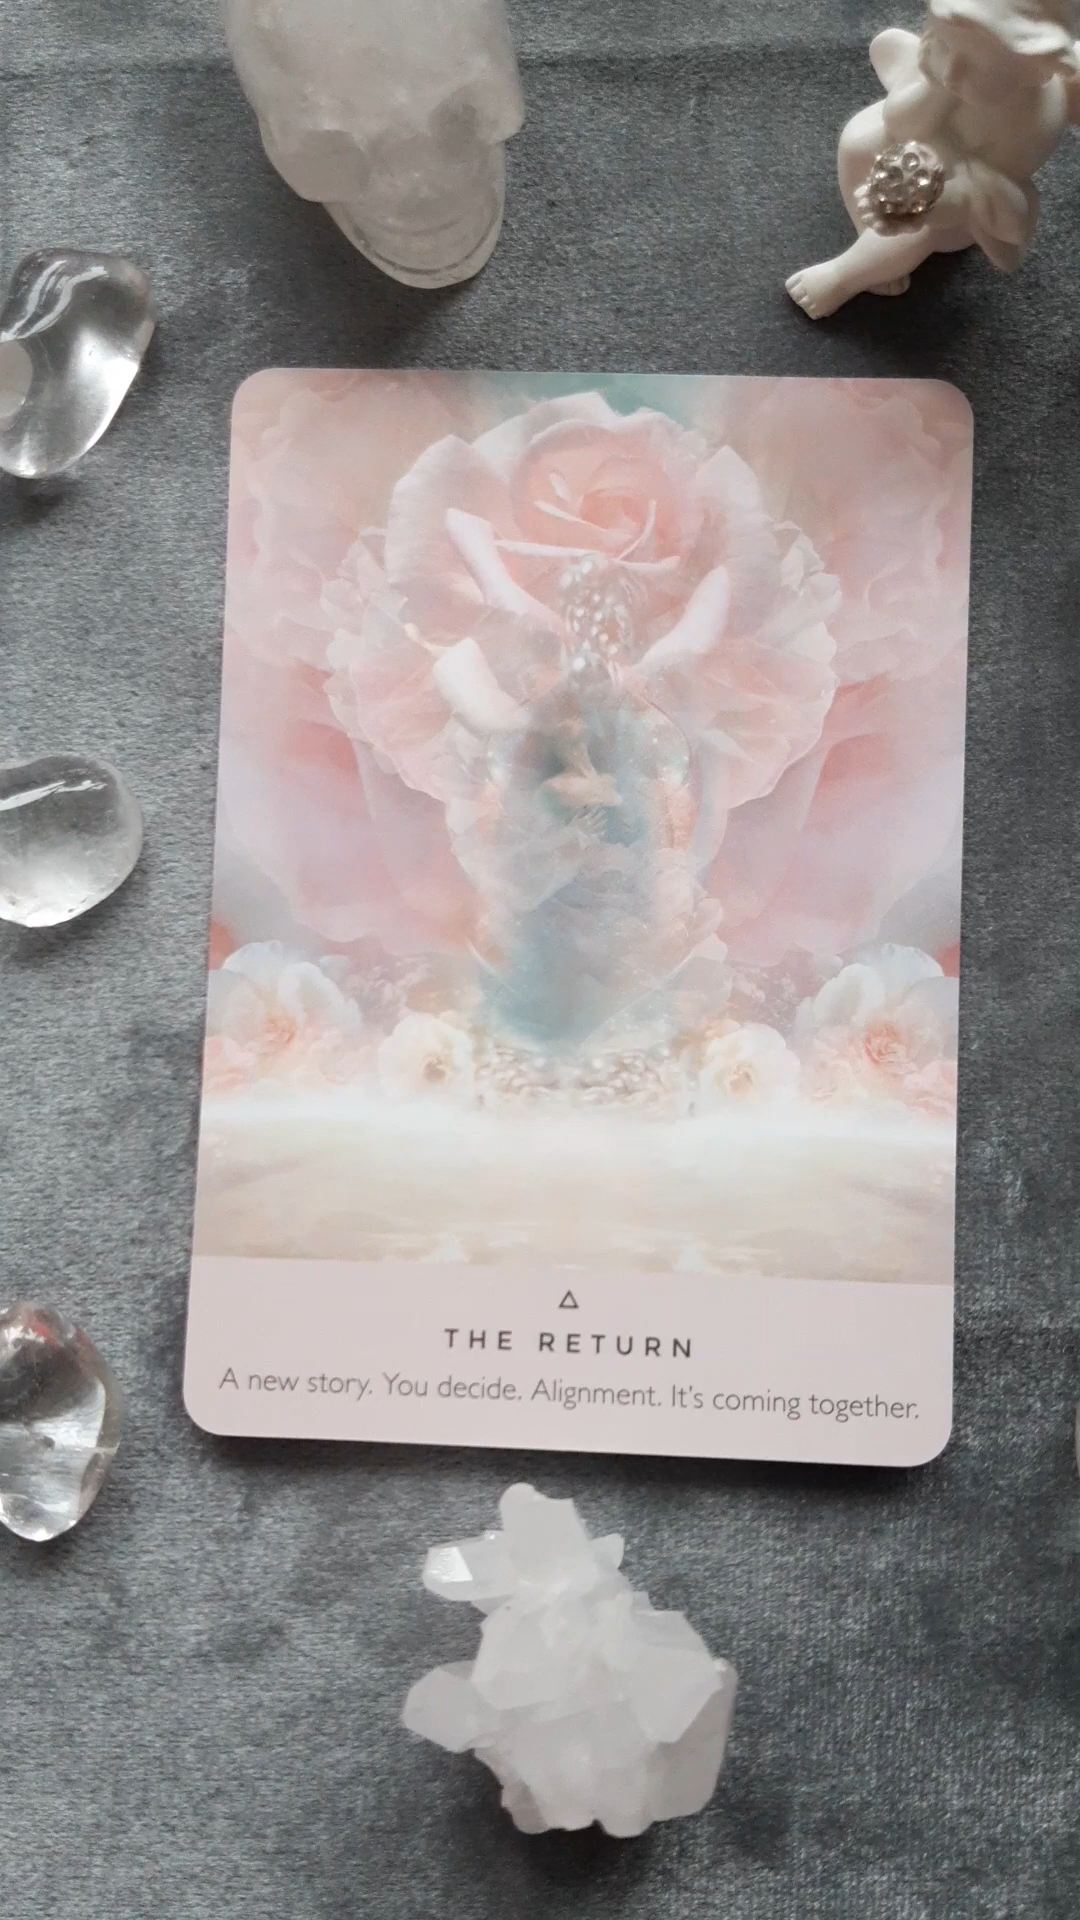 THE RETURN
A new story. You decide. Alignment. It's coming together.